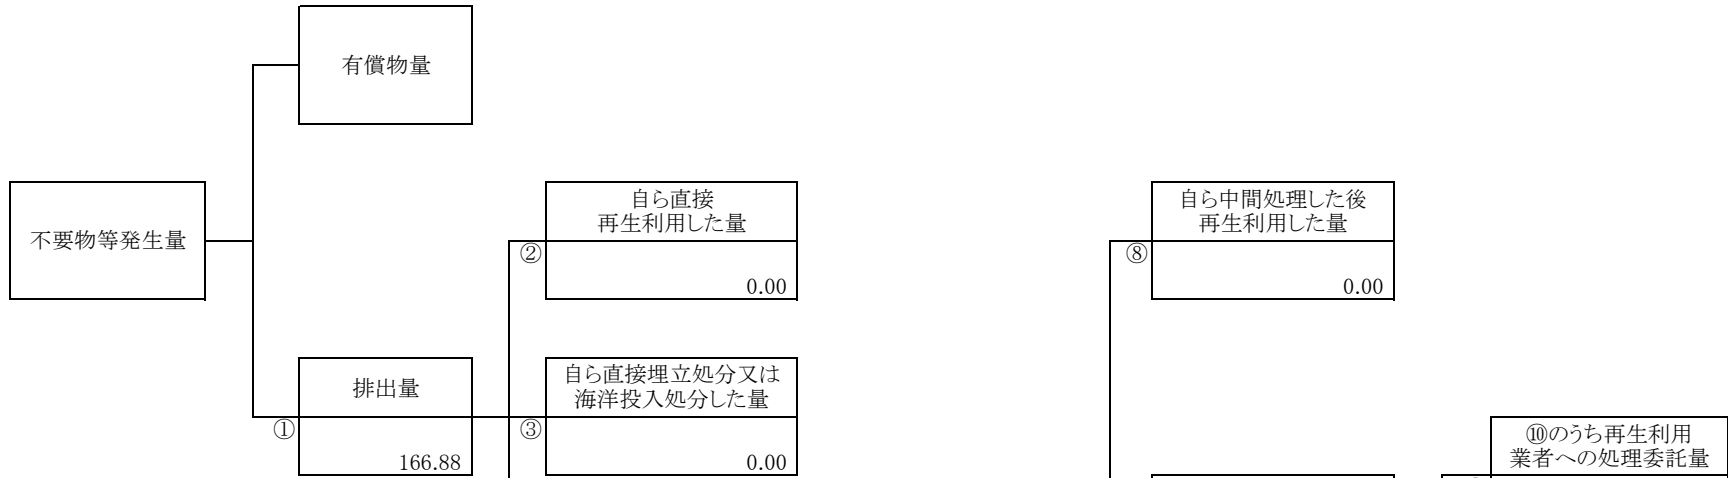 有償物量
不要物等発生量
自ら直接
再生利用した量
②
0.00
自ら中間処理した後
再生利用した量
⑧
0.00
排出量
①
166.88
自ら直接埋立処分又は
海洋投入処分した量
③
0.00
⑩のうち再生利用
業者への処理委託量